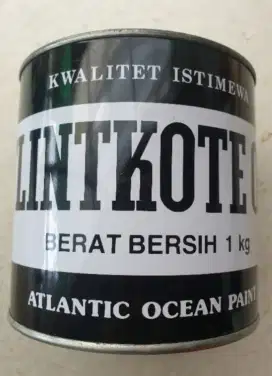 KWALITET ISTIMEWA
LINTKOTE
BERAT BERSIH 1 kg
ATLANTIC OCEAN PAINT